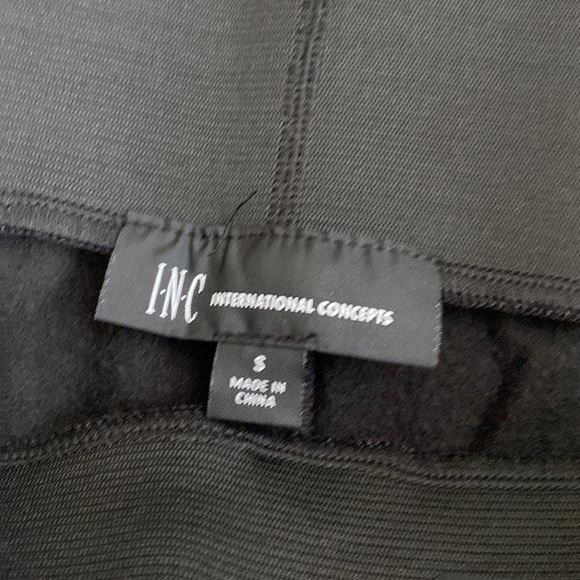 I·N·C INTERNATIONAL CONCEPTS
S
MADE IN
CHINA